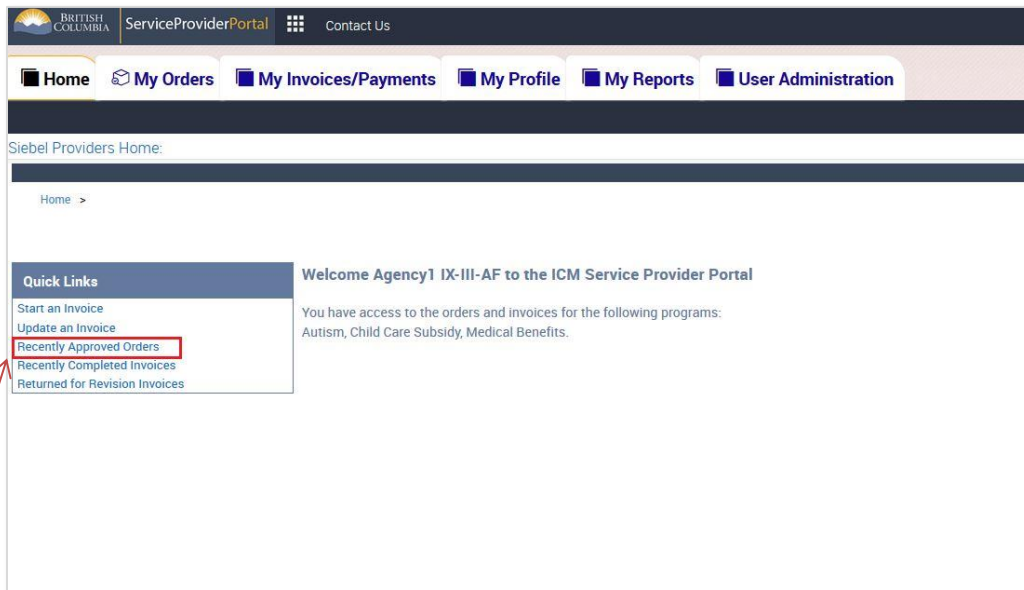 BRITISH COLUMBIA ServiceProviderPortal Contact Us
Home My Orders My Invoices/Payments My Profile My Reports User Administration
Siebel Providers Home:
Home >
Quick Links
Start an Invoice
Update an Invoice
Recently Approved Orders
Recently Completed Invoices
Returned for Revision Invoices
Welcome Agency1 IX-III-AF to the ICM Service Provider Portal
You have access to the orders and invoices for the following programs:
Autism, Child Care Subsidy, Medical Benefits.